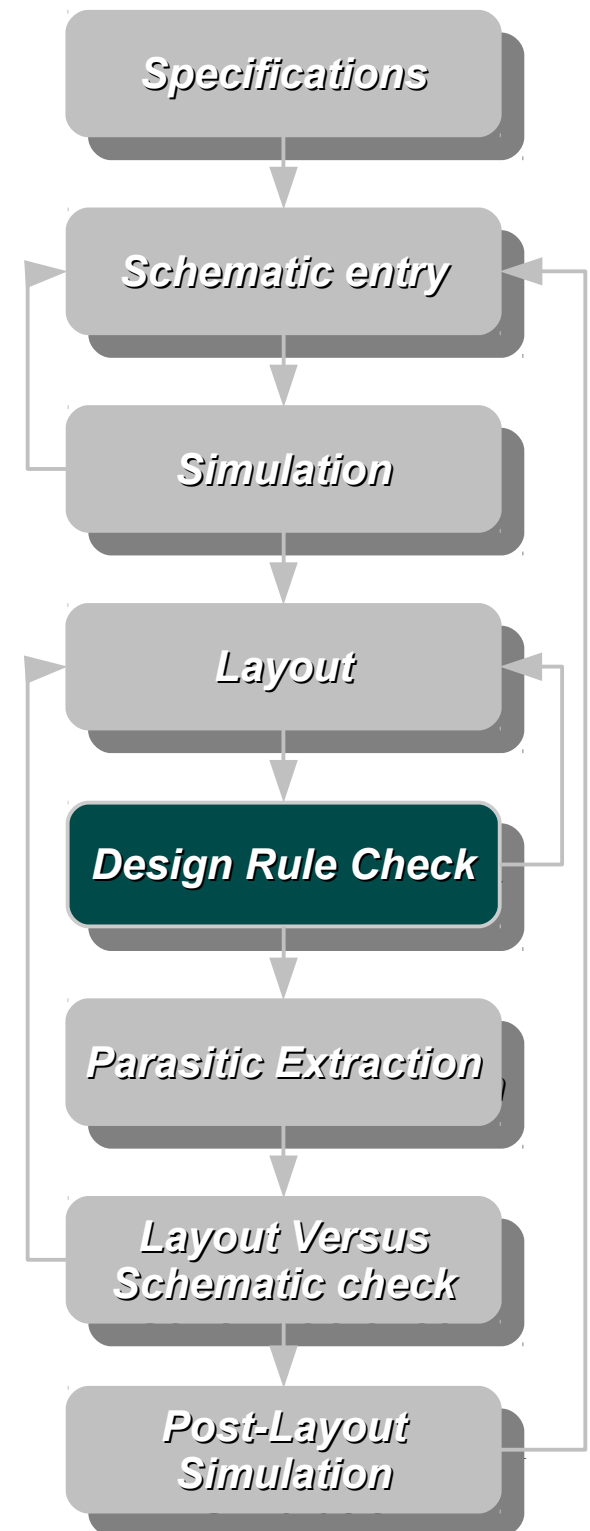 Specifications
Schematic entry
Simulation
Layout
Design Rule Check
Parasitic Extraction
Layout Versus
Schematic check
Post-Layout
Simulation